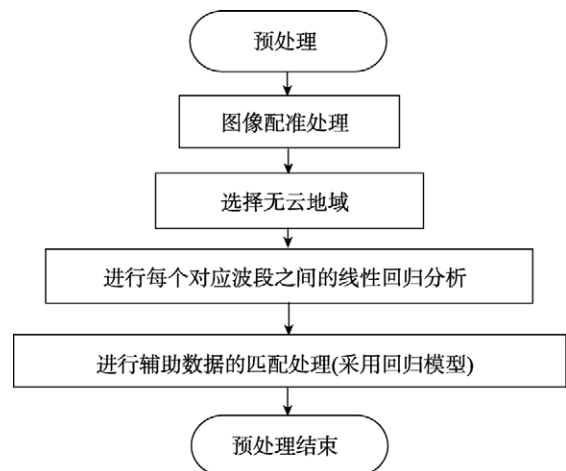 预处理
图像配准处理
选择无云地域
进行每个对应波段之间的线性回归分析
进行辅助数据的匹配处理(采用回归模型)
预处理结束